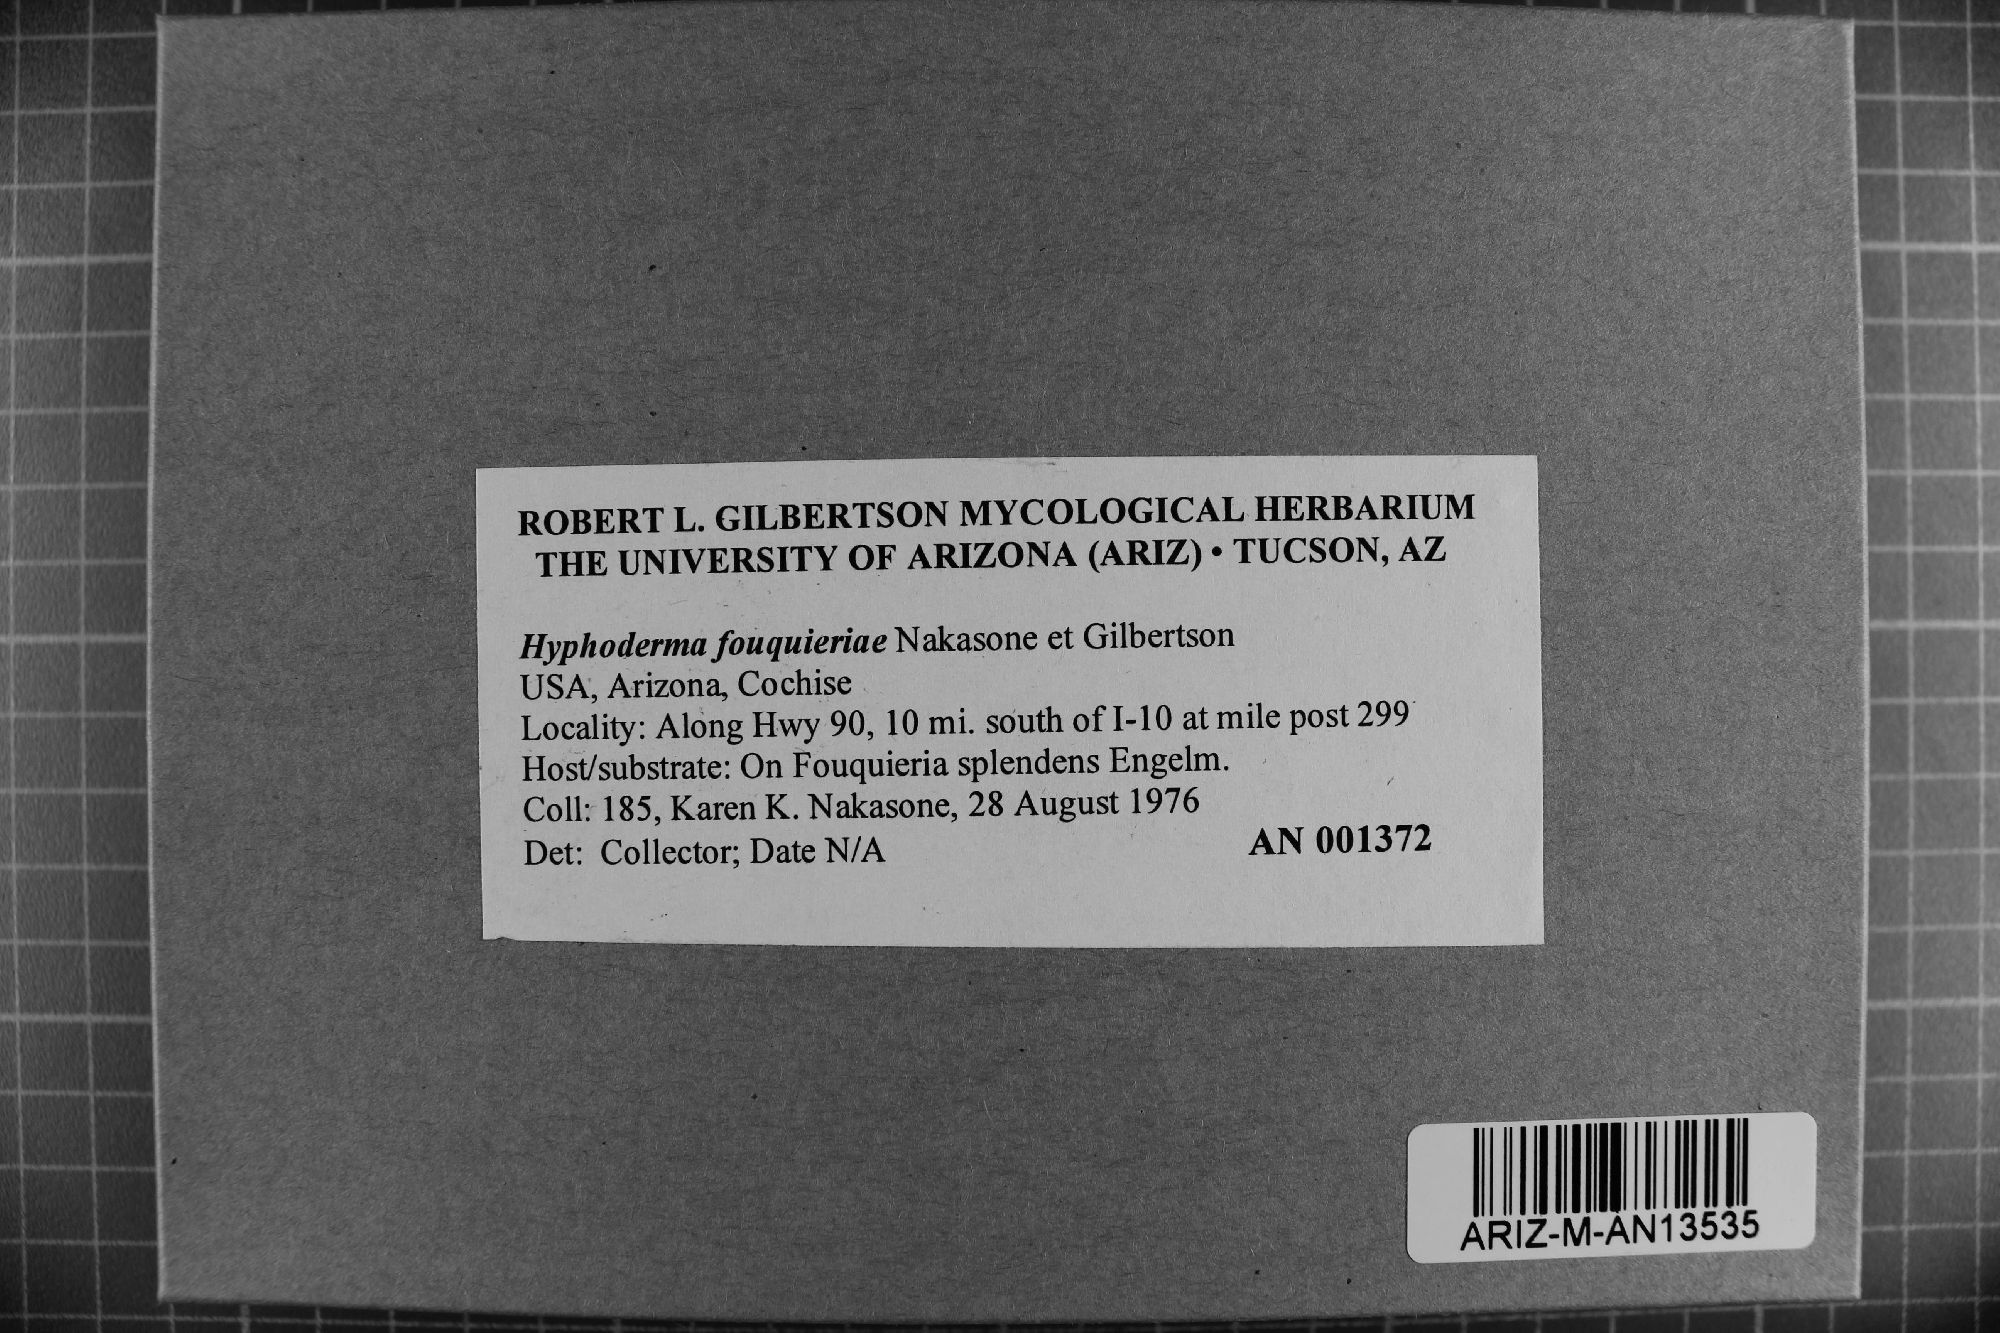 ROBERT L. GILBERTSON MYCOLOGICAL HERBARIUM
THE UNIVERSITY OF ARIZONA (ARIZ) • TUCSON, AZ
Hyphoderma fouquieriae Nakasone et Gilbertson
USA, Arizona, Cochise
Locality: Along Hwy 90, 10 mi. south of I-10 at mile post 299
Host/substrate: On Fouquieria splendens Engelm.
Coll: 185, Karen K. Nakasone, 28 August 1976
Det: Collector; Date N/A
AN 001372
ARIZ-M-AN13535